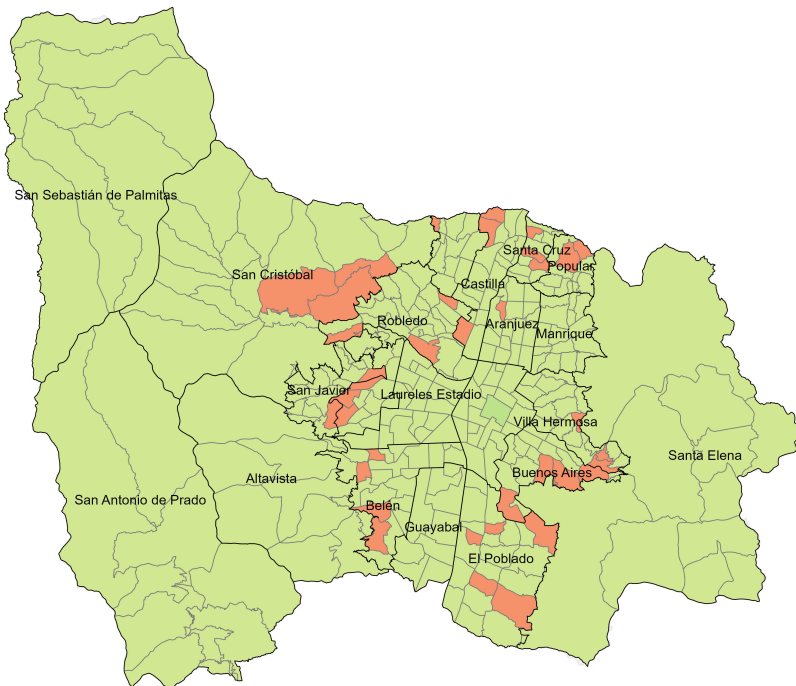 San Sebastián de Palmitas
Santa Cruz
Popular
San Cristóbal
Castilla
Robledo
Aranjuez
Manrique
San Javier
Laureles Estadio
Villa Hermosa
Santa Elena
Buenos Aires
Altavista
San Antonio de Prado
Belén
Guayabal
El Poblado